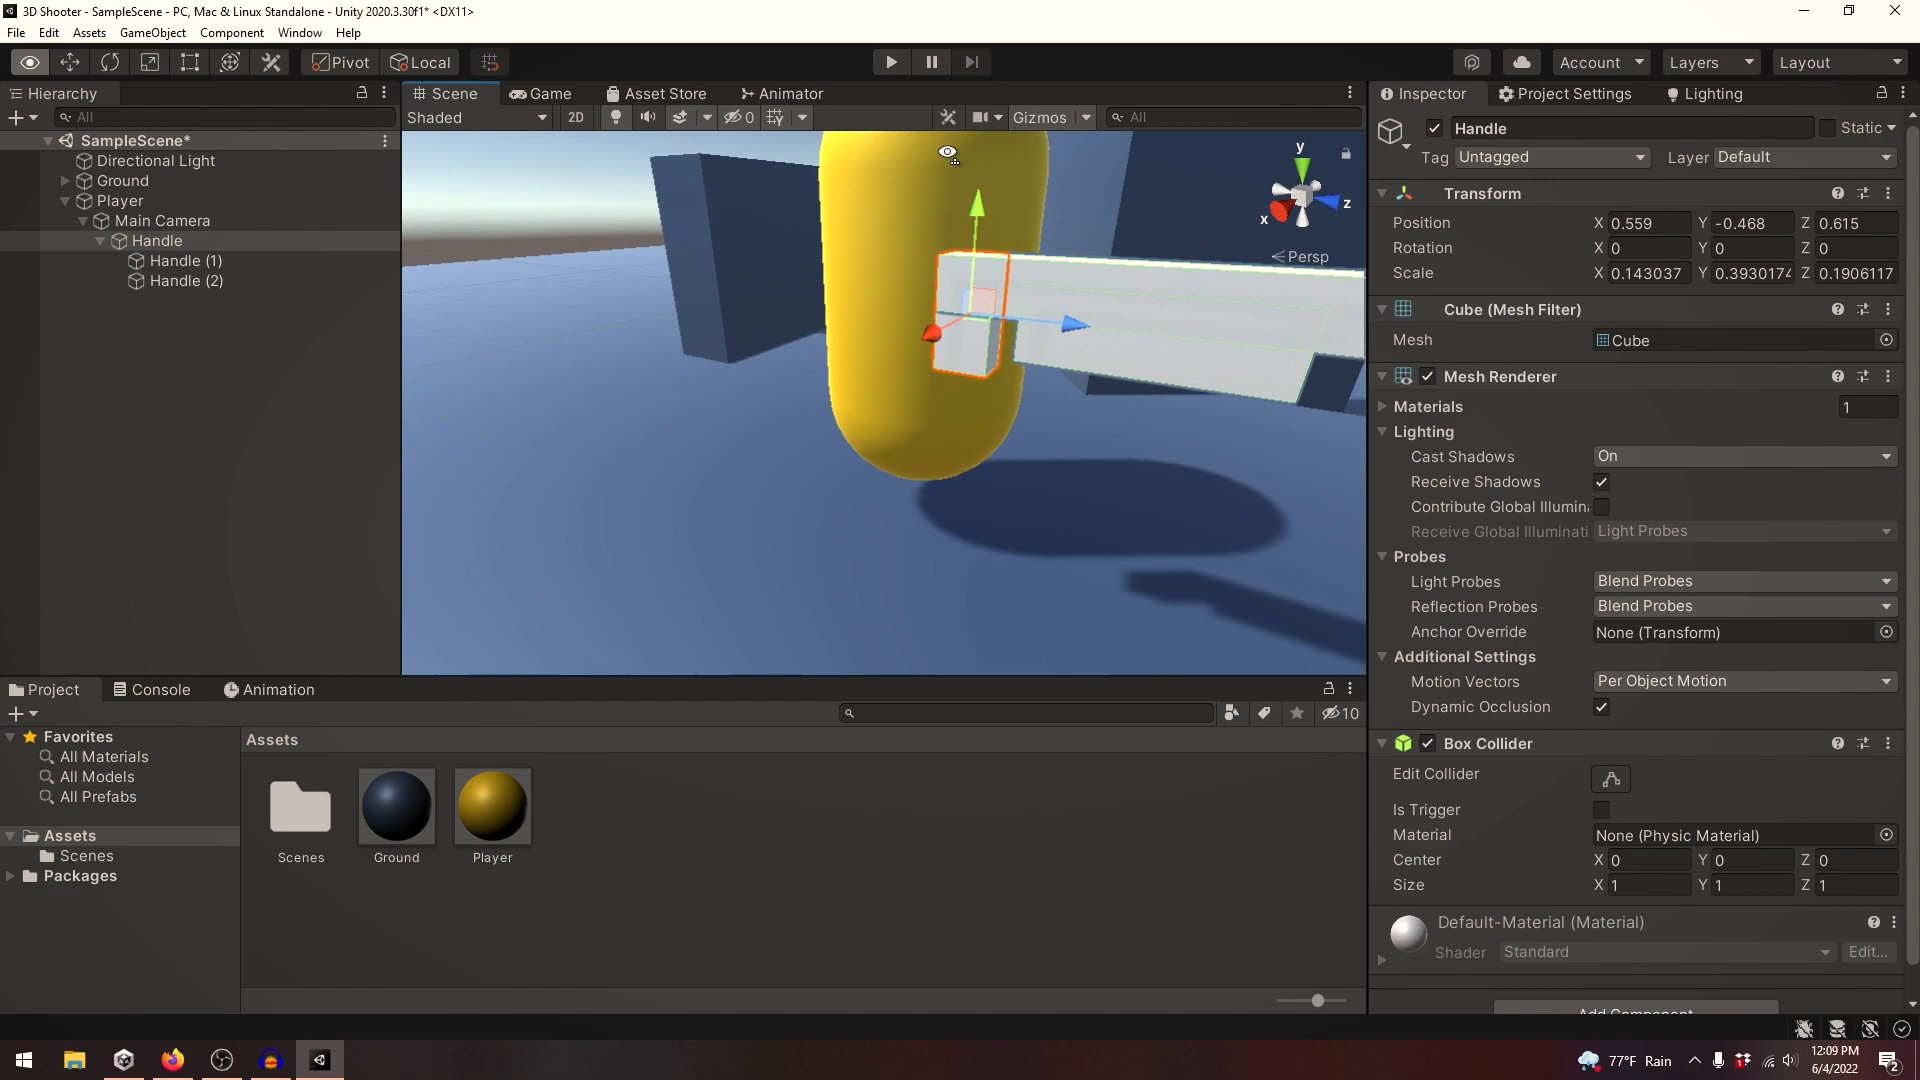 3D Shooter - SampleScene - PC, Mac & Linux Standalone - Unity 2020.3.30f1* <DX11>
File Edit Assets GameObject Component Window Help
Pivot Local
Account Layers Layout
Hierarchy
All
SampleScene*
Directional Light
Ground
Player
Main Camera
Handle
Handle (1)
Handle (2)
Scene Game Asset Store Animator
Shaded 2D 0 Gizmos All
y
x
z
Persp
Inspector Project Settings Lighting
Handle Static
Tag Untagged Layer Default
Transform
Position X 0.559 Y -0.468 Z 0.615
Rotation X 0 Y 0 Z 0
Scale X 0.143037 Y 0.3930174 Z 0.1906117
Cube (Mesh Filter)
Mesh Cube
Mesh Renderer
Materials 1
Lighting
Cast Shadows On
Receive Shadows
Contribute Global Illumin
Receive Global Illuminati Light Probes
Probes
Light Probes Blend Probes
Reflection Probes Blend Probes
Anchor Override None (Transform)
Additional Settings
Motion Vectors Per Object Motion
Dynamic Occlusion
Box Collider
Edit Collider
Is Trigger
Material None (Physic Material)
Center X 0 Y 0 Z 0
Size X 1 Y 1 Z 1
Default-Material (Material)
Shader Standard Edit...
Add Component
Project Console Animation
10
Favorites
All Materials
All Models
All Prefabs
Assets
Scenes
Packages
Assets
Scenes Ground Player
77°F Rain
12:09 PM
6/4/2022
2